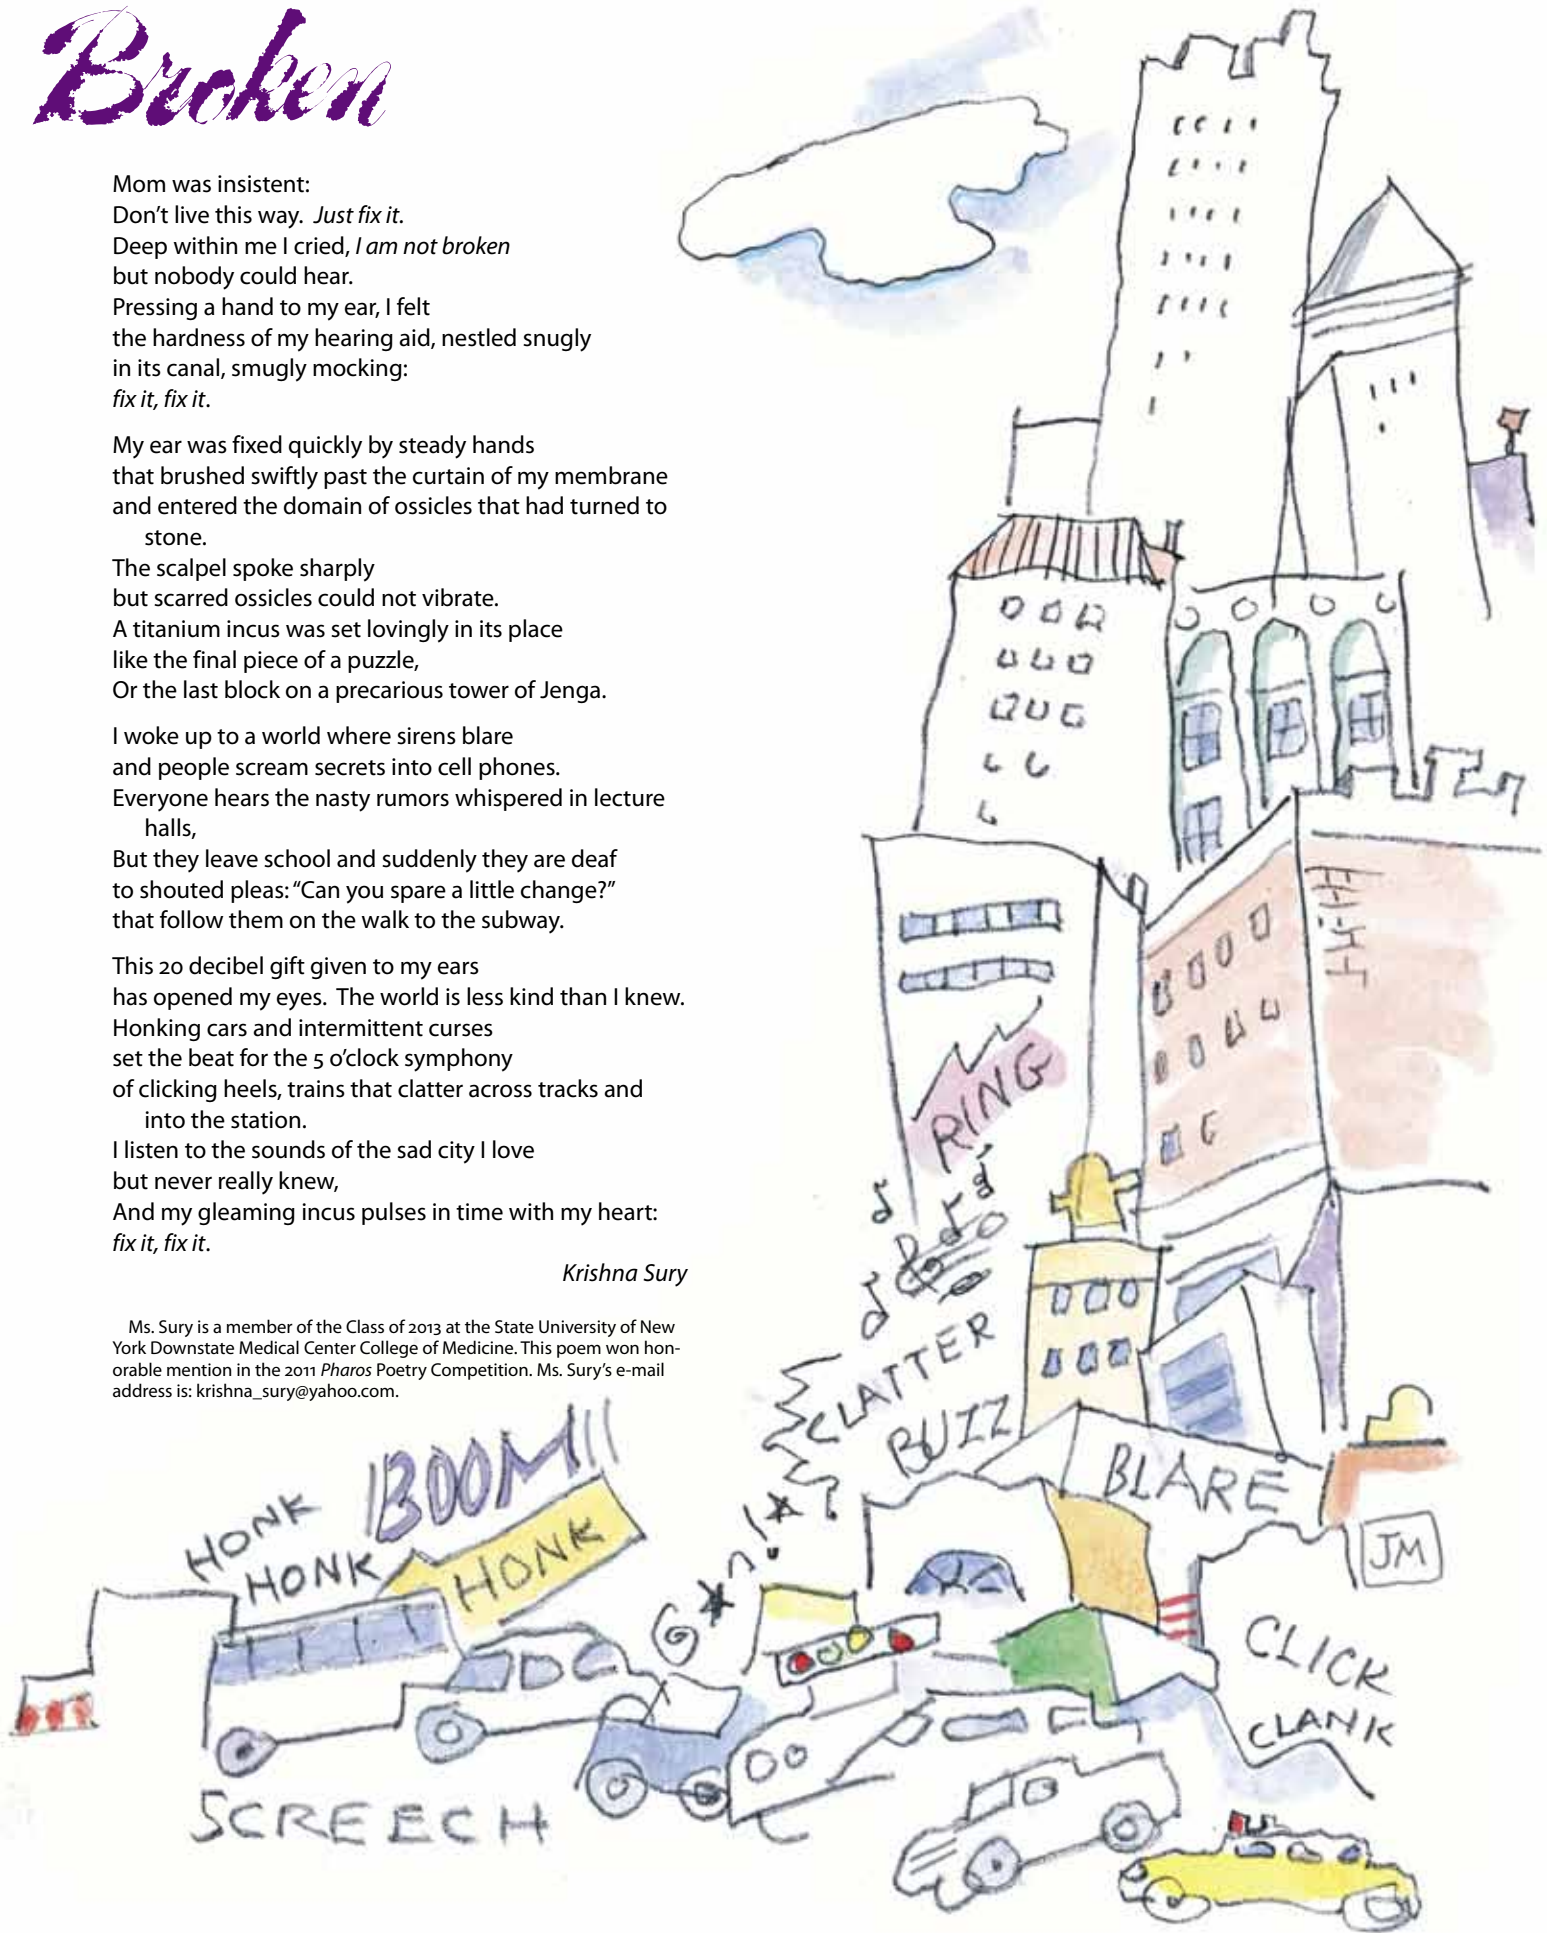 Broken
Mom was insistent:
Don’t live this way.  Just fix it.
Deep within me I cried, I am not broken
but nobody could hear.
Pressing a hand to my ear, I felt
the hardness of my hearing aid, nestled snugly
in its canal, smugly mocking:
fix it, fix it.
My ear was fixed quickly by steady hands
that brushed swiftly past the curtain of my membrane
and entered the domain of ossicles that had turned to
stone.
The scalpel spoke sharply
but scarred ossicles could not vibrate.
A titanium incus was set lovingly in its place
like the final piece of a puzzle,
Or the last block on a precarious tower of Jenga.
I woke up to a world where sirens blare
and people scream secrets into cell phones.
Everyone hears the nasty rumors whispered in lecture
halls,
But they leave school and suddenly they are deaf
to shouted pleas: “Can you spare a little change?”
that follow them on the walk to the subway.
This 20 decibel gift given to my ears
has opened my eyes.  The world is less kind than I knew.
Honking cars and intermittent curses
set the beat for the 5 o’clock symphony
of clicking heels, trains that clatter across tracks and
into the station.
I listen to the sounds of the sad city I love
but never really knew,
And my gleaming incus pulses in time with my heart:
fix it, fix it.
Krishna Sury
Ms. Sury is a member of the Class of 2013 at the State University of New
York Downstate Medical Center College of Medicine. This poem won hon-
orable mention in the 2011 Pharos Poetry Competition. Ms. Sury’s e-mail
address is: krishna_sury@yahoo.com.
RING
CLATTER
BUZZ
BLARE
BOOM!!
HONK
HONK
HONK
JM
CLICK
CLANK
SCREECH